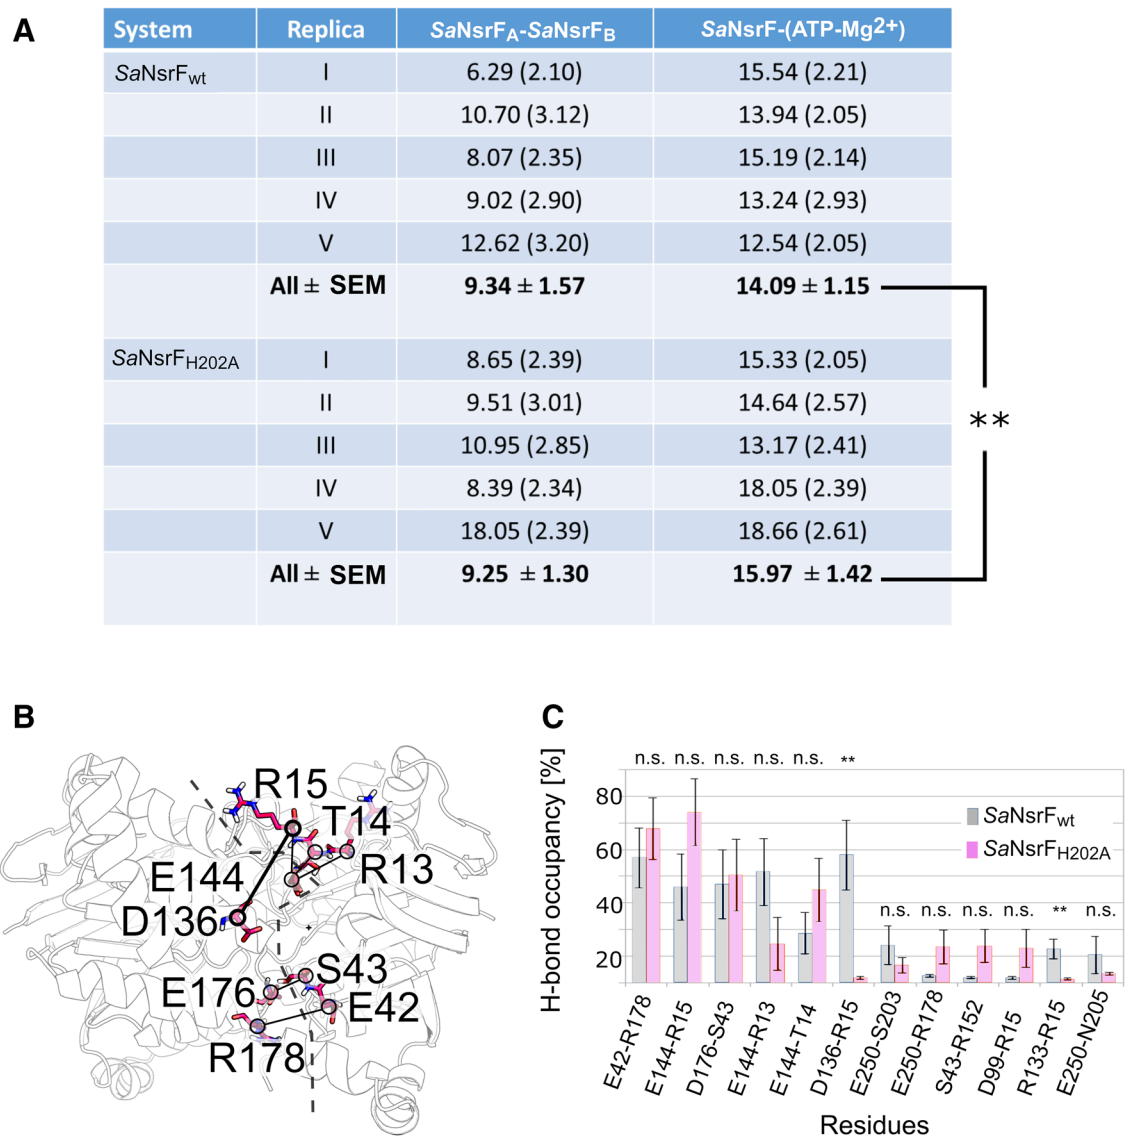 A
System Replica SaNsrFA-SaNsrFB SaNsrF-(ATP-Mg2+)
SaNsrFwt I 6.29 (2.10) 15.54 (2.21)
II 10.70 (3.12) 13.94 (2.05)
III 8.07 (2.35) 15.19 (2.14)
IV 9.02 (2.90) 13.24 (2.93)
V 12.62 (3.20) 12.54 (2.05)
All ± SEM 9.34 ± 1.57 14.09 ± 1.15
SaNsrFH202A I 8.65 (2.39) 15.33 (2.05)
II 9.51 (3.01) 14.64 (2.57)
**
III 10.95 (2.85) 13.17 (2.41)
IV 8.39 (2.34) 18.05 (2.39)
V 18.05 (2.39) 18.66 (2.61)
All ± SEM 9.25 ± 1.30 15.97 ± 1.42
B
R15
T14
R13
E144
D136
S43
E176
E42
R178
C
H-bond occupancy [%]
n.s. n.s. n.s. n.s. n.s. **
80
60
40
20
SaNsrFwt
SaNsrFH202A
n.s. n.s. n.s. n.s. ** n.s.
E42-R178
E144-R15
D176-S43
E144-R13
E144-T14
D136-R15
E250-S203
E250-R178
S43-R152
D99-R15
R133-R15
E250-N205
Residues